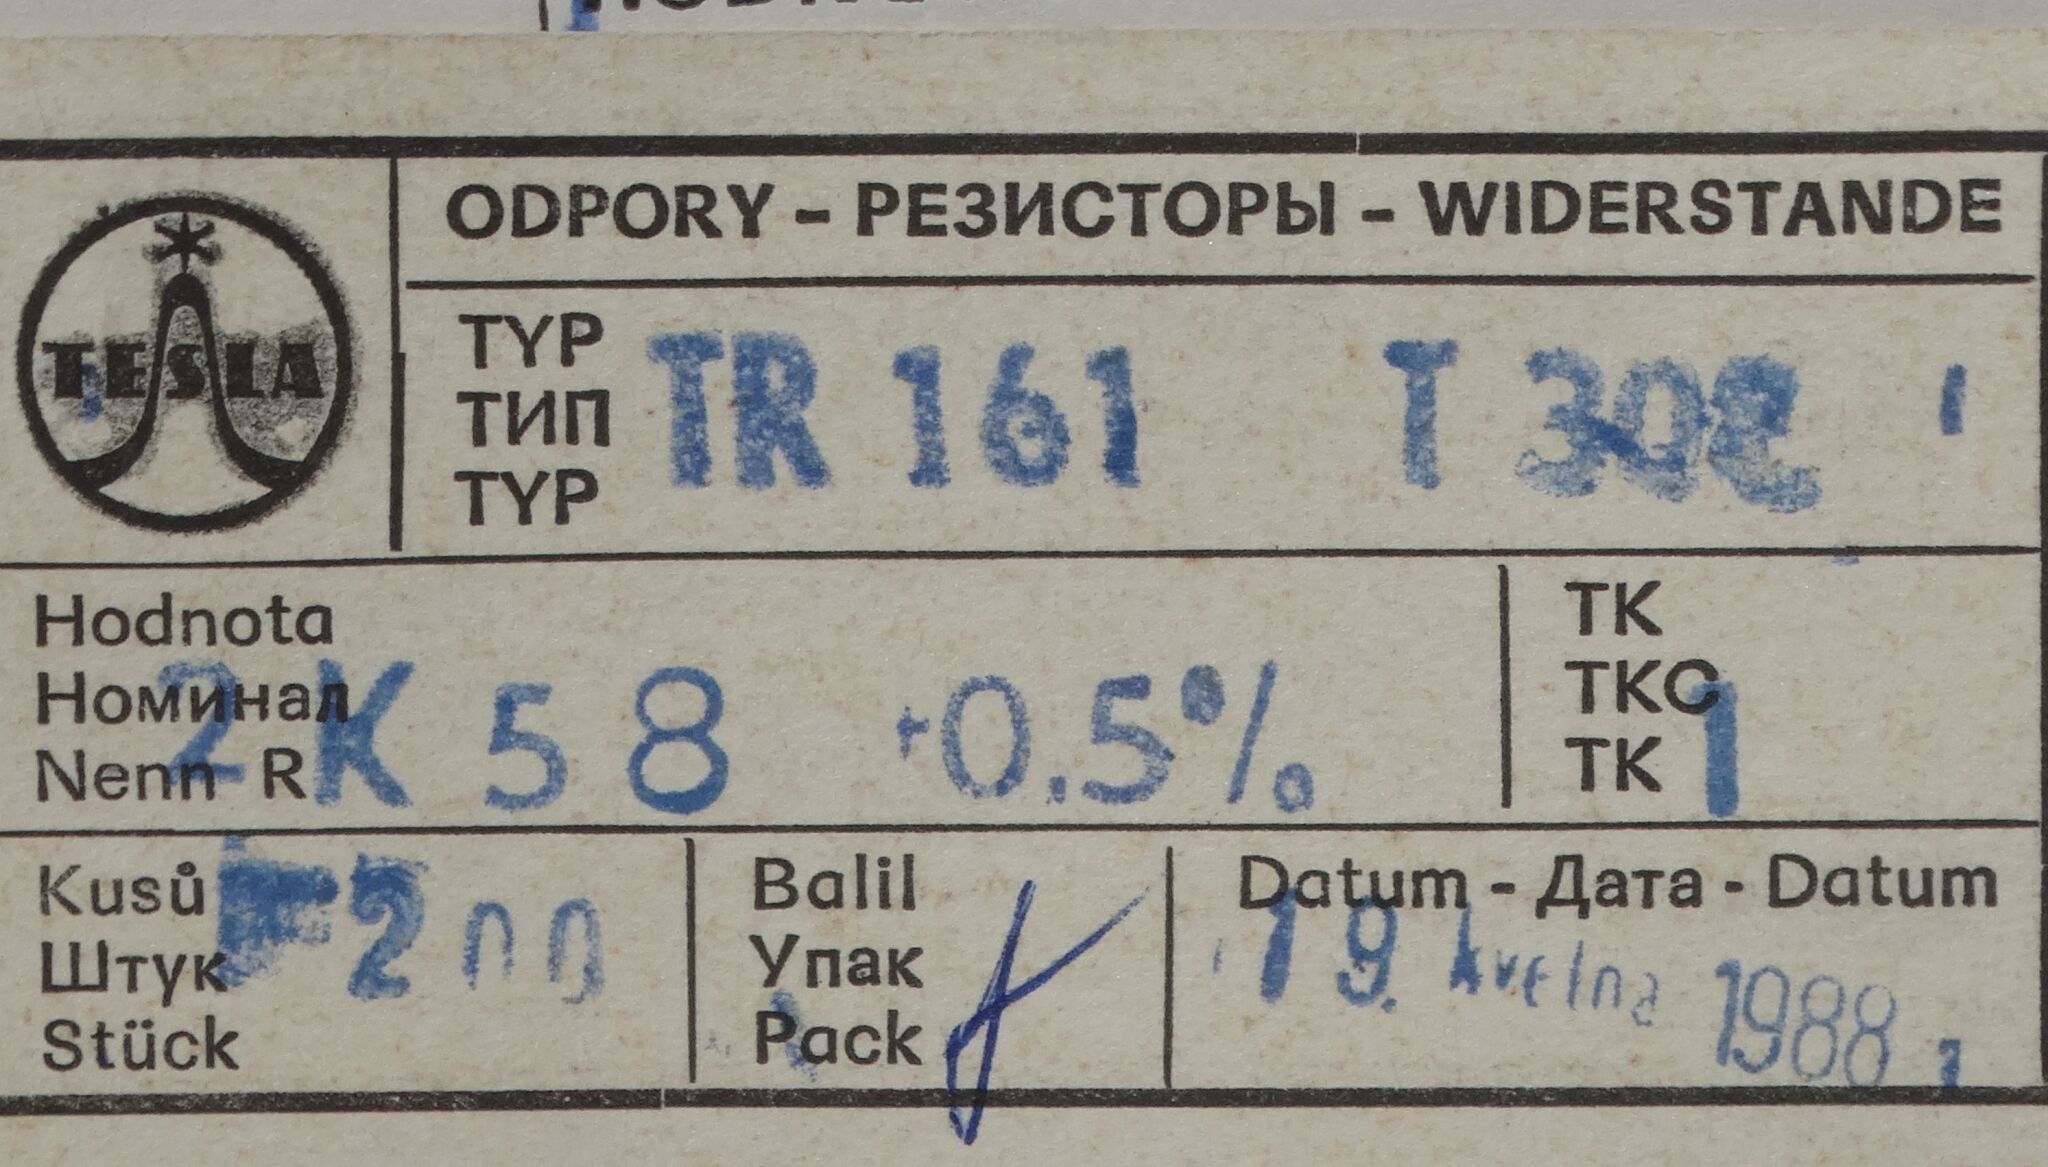 TESLA
ODPORY - РЕЗИСТОРЫ - WIDERSTANDE
TYP
ТИП
TYP
TR 161 T 302
Hodnota
Номинал
Nenn R
2K58 +0.5%
TK
TKC
TK
1
Kusů
Штук
Stück
200
Balil
Упак
Pack
Datum - Дата - Datum
19. května 1988